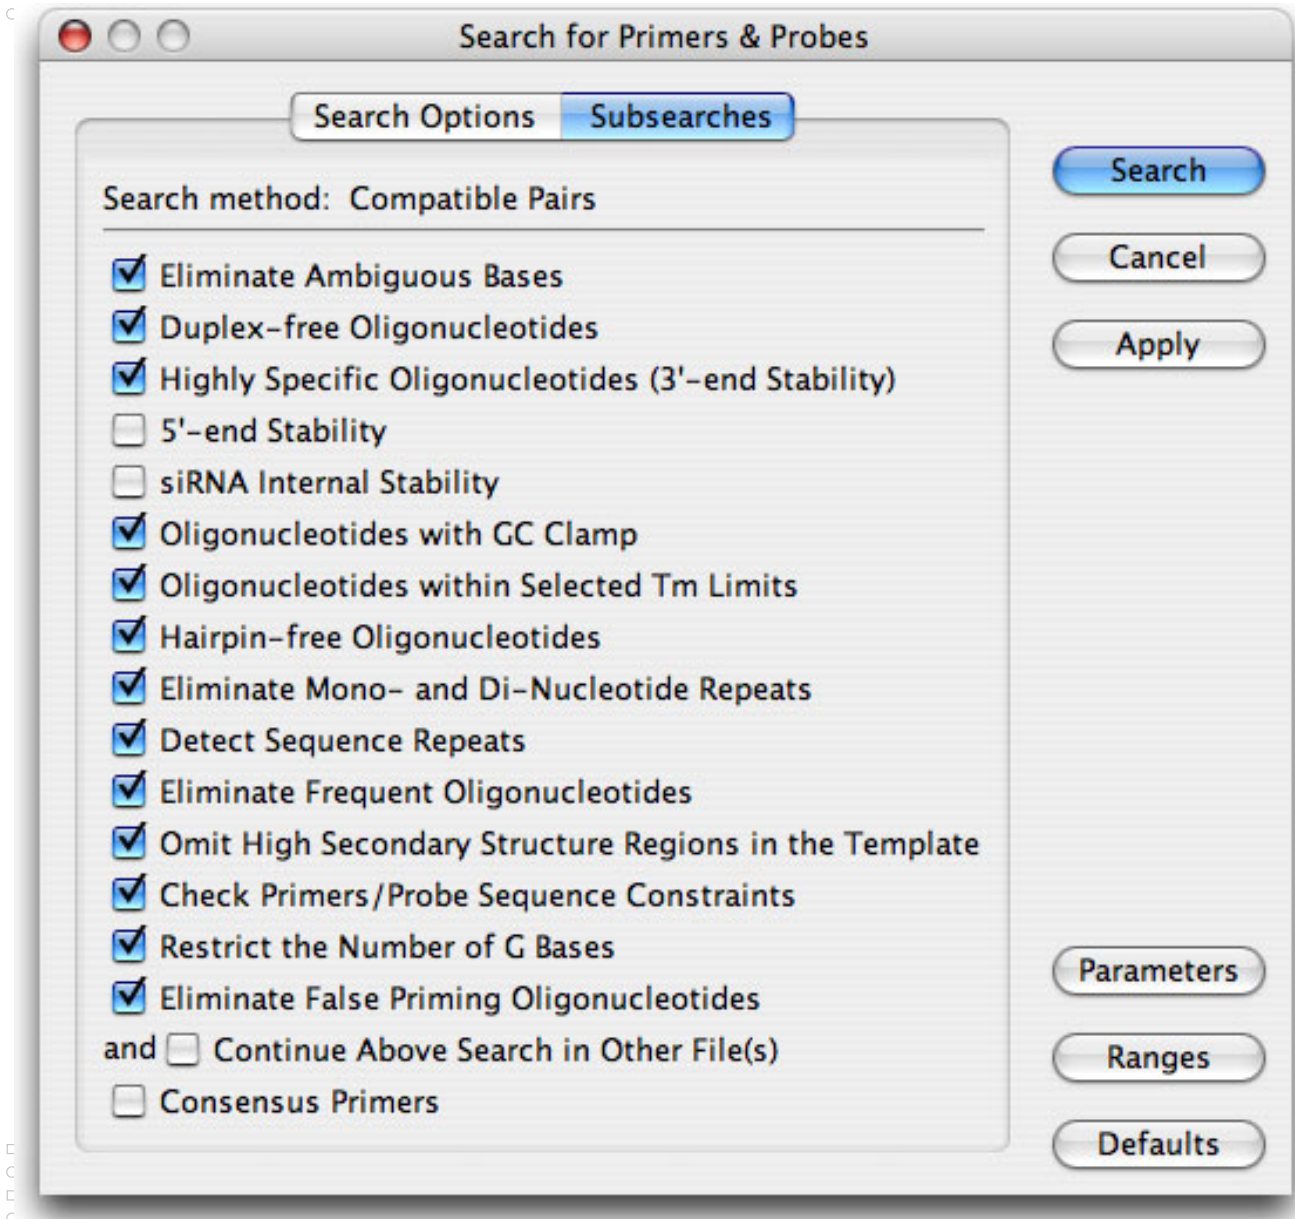 Search for Primers & Probes
Search Options Subsearches
Search method: Compatible Pairs
Eliminate Ambiguous Bases
Duplex-free Oligonucleotides
Highly Specific Oligonucleotides (3'-end Stability)
5'-end Stability
siRNA Internal Stability
Oligonucleotides with GC Clamp
Oligonucleotides within Selected Tm Limits
Hairpin-free Oligonucleotides
Eliminate Mono- and Di-Nucleotide Repeats
Detect Sequence Repeats
Eliminate Frequent Oligonucleotides
Omit High Secondary Structure Regions in the Template
Check Primers/Probe Sequence Constraints
Restrict the Number of G Bases
Eliminate False Priming Oligonucleotides
and Continue Above Search in Other File(s)
Consensus Primers
Search
Cancel
Apply
Parameters
Ranges
Defaults